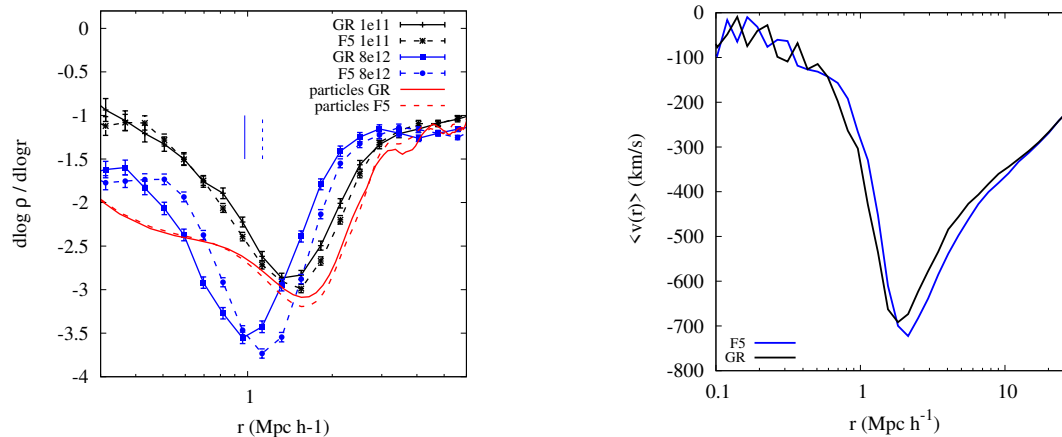 0
-0.5
-1
-1.5
-2
-2.5
-3
-3.5
-4
1
dlog ρ / dlogr
r (Mpc h-1)
GR 1e11
F5 1e11
GR 8e12
F5 8e12
particles GR
particles F5
0
-100
-200
-300
-400
-500
-600
-700
-800
0.1
1
10
<v(r)> (km/s)
r (Mpc h⁻¹)
F5
GR